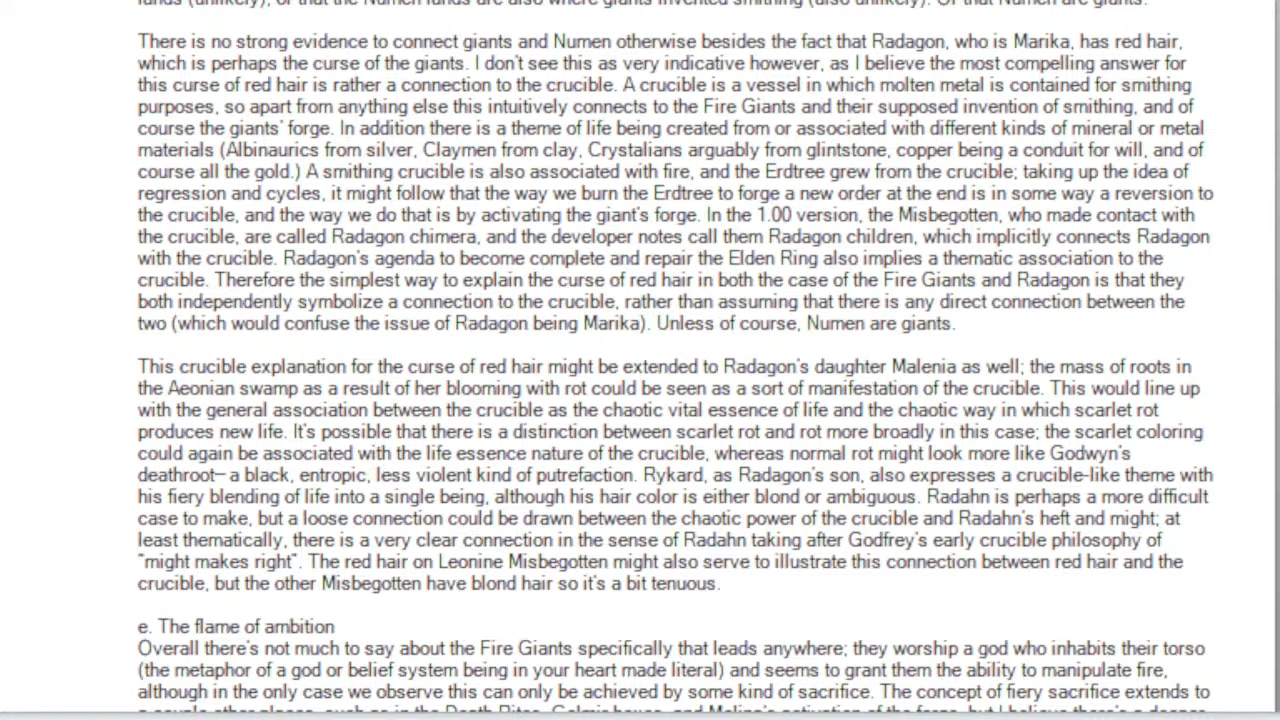 lands (unlikely), or that the Numen lands are also where giants invented smithing (also unlikely). Or that Numen are giants.
There is no strong evidence to connect giants and Numen otherwise besides the fact that Radagon, who is Marika, has red hair,
which is perhaps the curse of the giants. I don't see this as very indicative however, as I believe the most compelling answer for
this curse of red hair is rather a connection to the crucible. A crucible is a vessel in which molten metal is contained for smithing
purposes, so apart from anything else this intuitively connects to the Fire Giants and their supposed invention of smithing, and of
course the giants' forge. In addition there is a theme of life being created from or associated with different kinds of mineral or metal
materials (Albinaurics from silver, Claymen from clay, Crystalians arguably from glintstone, copper being a conduit for will, and of
course all the gold.) A smithing crucible is also associated with fire, and the Erdtree grew from the crucible; taking up the idea of
regression and cycles, it might follow that the way we burn the Erdtree to forge a new order at the end is in some way a reversion to
the crucible, and the way we do that is by activating the giant's forge. In the 1.00 version, the Misbegotten, who made contact with
the crucible, are called Radagon chimera, and the developer notes call them Radagon children, which implicitly connects Radagon
with the crucible. Radagon's agenda to become complete and repair the Elden Ring also implies a thematic association to the
crucible. Therefore the simplest way to explain the curse of red hair in both the case of the Fire Giants and Radagon is that they
both independently symbolize a connection to the crucible, rather than assuming that there is any direct connection between the
two (which would confuse the issue of Radagon being Marika). Unless of course, Numen are giants.
This crucible explanation for the curse of red hair might be extended to Radagon's daughter Malenia as well; the mass of roots in
the Aeonian swamp as a result of her blooming with rot could be seen as a sort of manifestation of the crucible. This would line up
with the general association between the crucible as the chaotic vital essence of life and the chaotic way in which scarlet rot
produces new life. It's possible that there is a distinction between scarlet rot and rot more broadly in this case; the scarlet coloring
could again be associated with the life essence nature of the crucible, whereas normal rot might look more like Godwyn's
deathroot—a black, entropic, less violent kind of putrefaction. Rykard, as Radagon's son, also expresses a crucible-like theme with
his fiery blending of life into a single being, although his hair color is either blond or ambiguous. Radahn is perhaps a more difficult
case to make, but a loose connection could be drawn between the chaotic power of the crucible and Radahn's heft and might; at
least thematically, there is a very clear connection in the sense of Radahn taking after Godfrey's early crucible philosophy of
"might makes right". The red hair on Leonine Misbegotten might also serve to illustrate this connection between red hair and the
crucible, but the other Misbegotten have blond hair so it's a bit tenuous.
e. The flame of ambition
Overall there's not much to say about the Fire Giants specifically that leads anywhere; they worship a god who inhabits their torso
(the metaphor of a god or belief system being in your heart made literal) and seems to grant them the ability to manipulate fire,
although in the only case we observe this can only be achieved by some kind of sacrifice. The concept of fiery sacrifice extends to